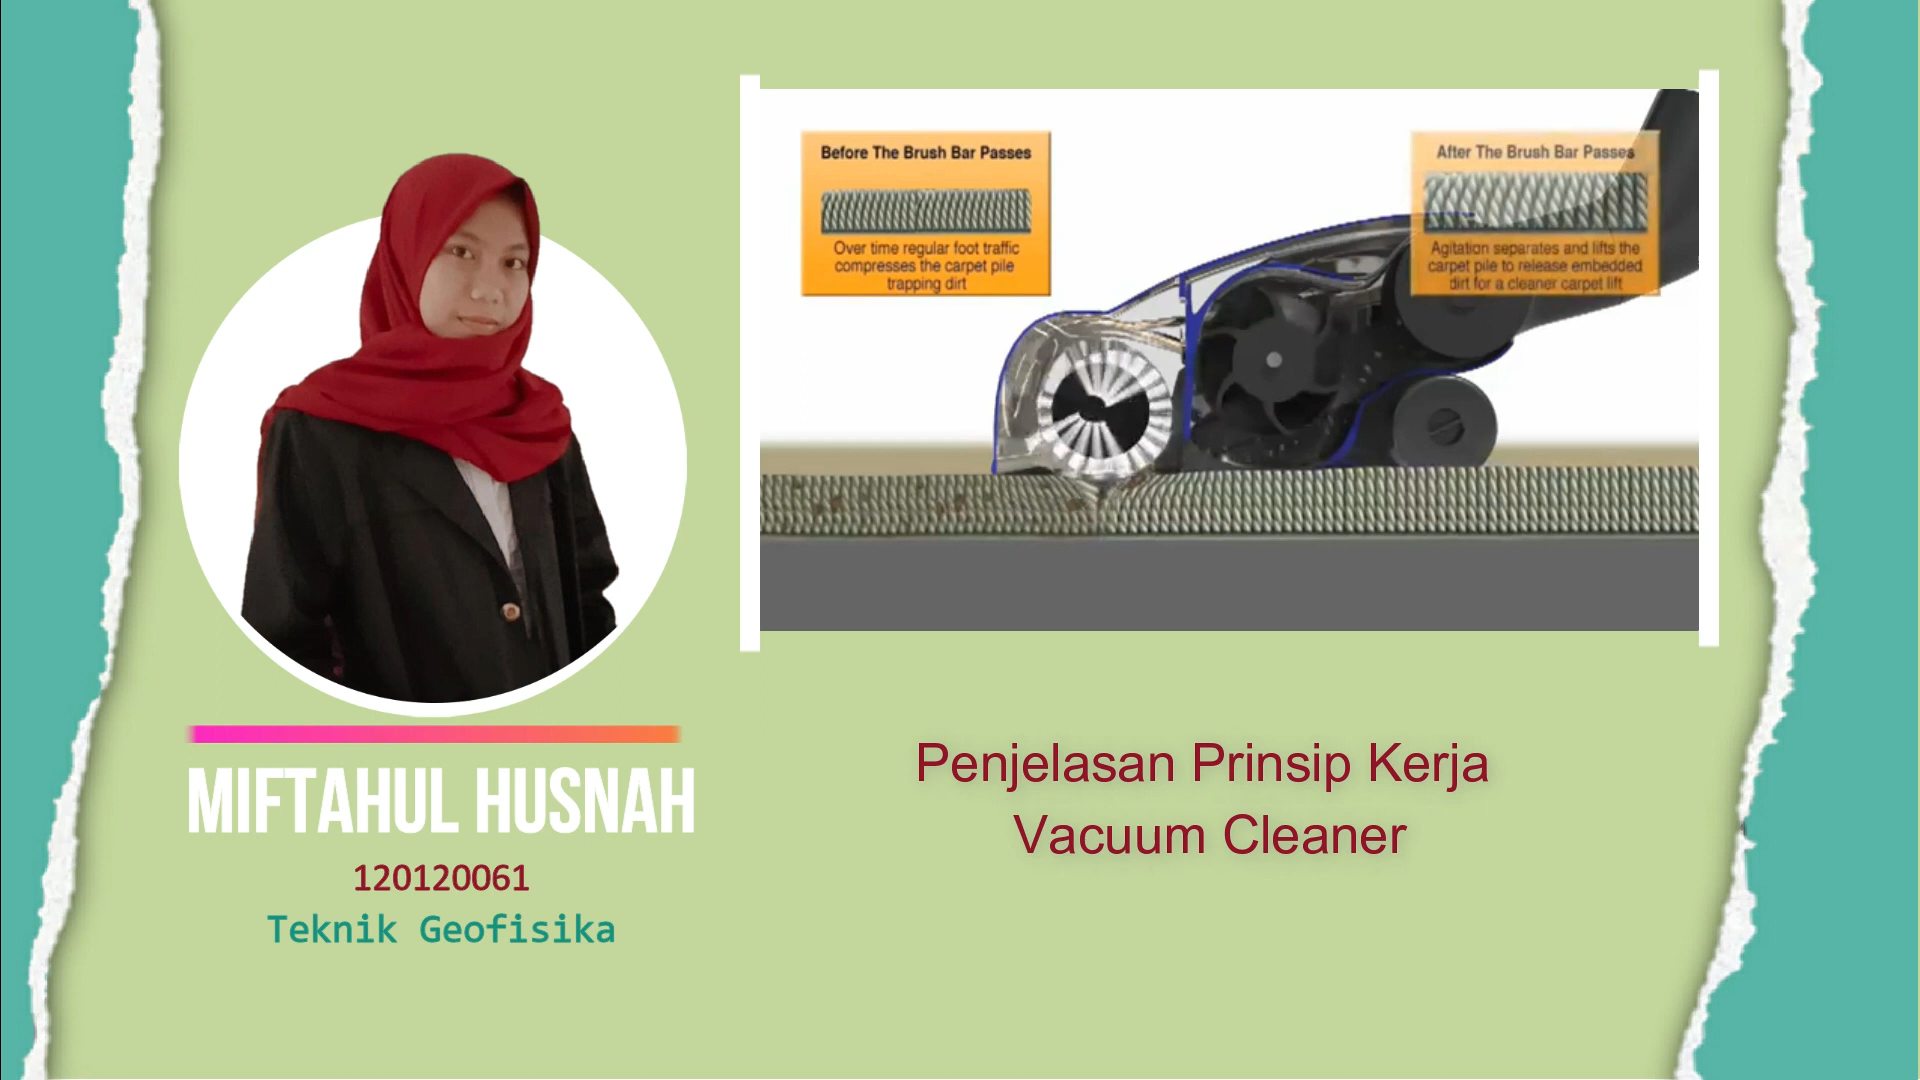 Before The Brush Bar Passes
Over time regular foot traffic
compresses the carpet pile
trapping dirt
After The Brush Bar Passes
Agitation separates and lifts the
carpet pile to release embedded
dirt for a cleaner carpet lift
MIFTAHUL HUSNAH
120120061
Teknik Geofisika
Penjelasan Prinsip Kerja
Vacuum Cleaner